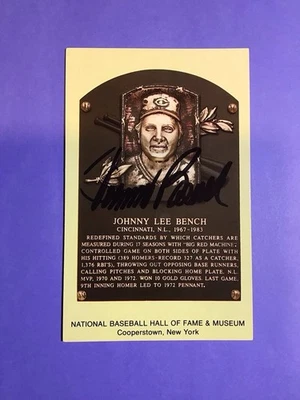 C
JOHNNY LEE BENCH
CINCINNATI, N.L., 1967-1983
REDEFINED STANDARDS BY WHICH CATCHERS ARE
MEASURED DURING 17 SEASONS WITH "BIG RED MACHINE".
CONTROLLED GAME ON BOTH SIDES OF PLATE WITH
HIS HITTING (389 HOMERS-RECORD 327 AS A CATCHER,
1,376 RBI'S), THROWING OUT OPPOSING BASE RUNNERS,
CALLING PITCHES AND BLOCKING HOME PLATE. N.L.
MVP, 1970 AND 1972. WON 10 GOLD GLOVES. LAST GAME,
9TH INNING HOMER LED TO 1972 PENNANT.
NATIONAL BASEBALL HALL OF FAME & MUSEUM
Cooperstown, New York